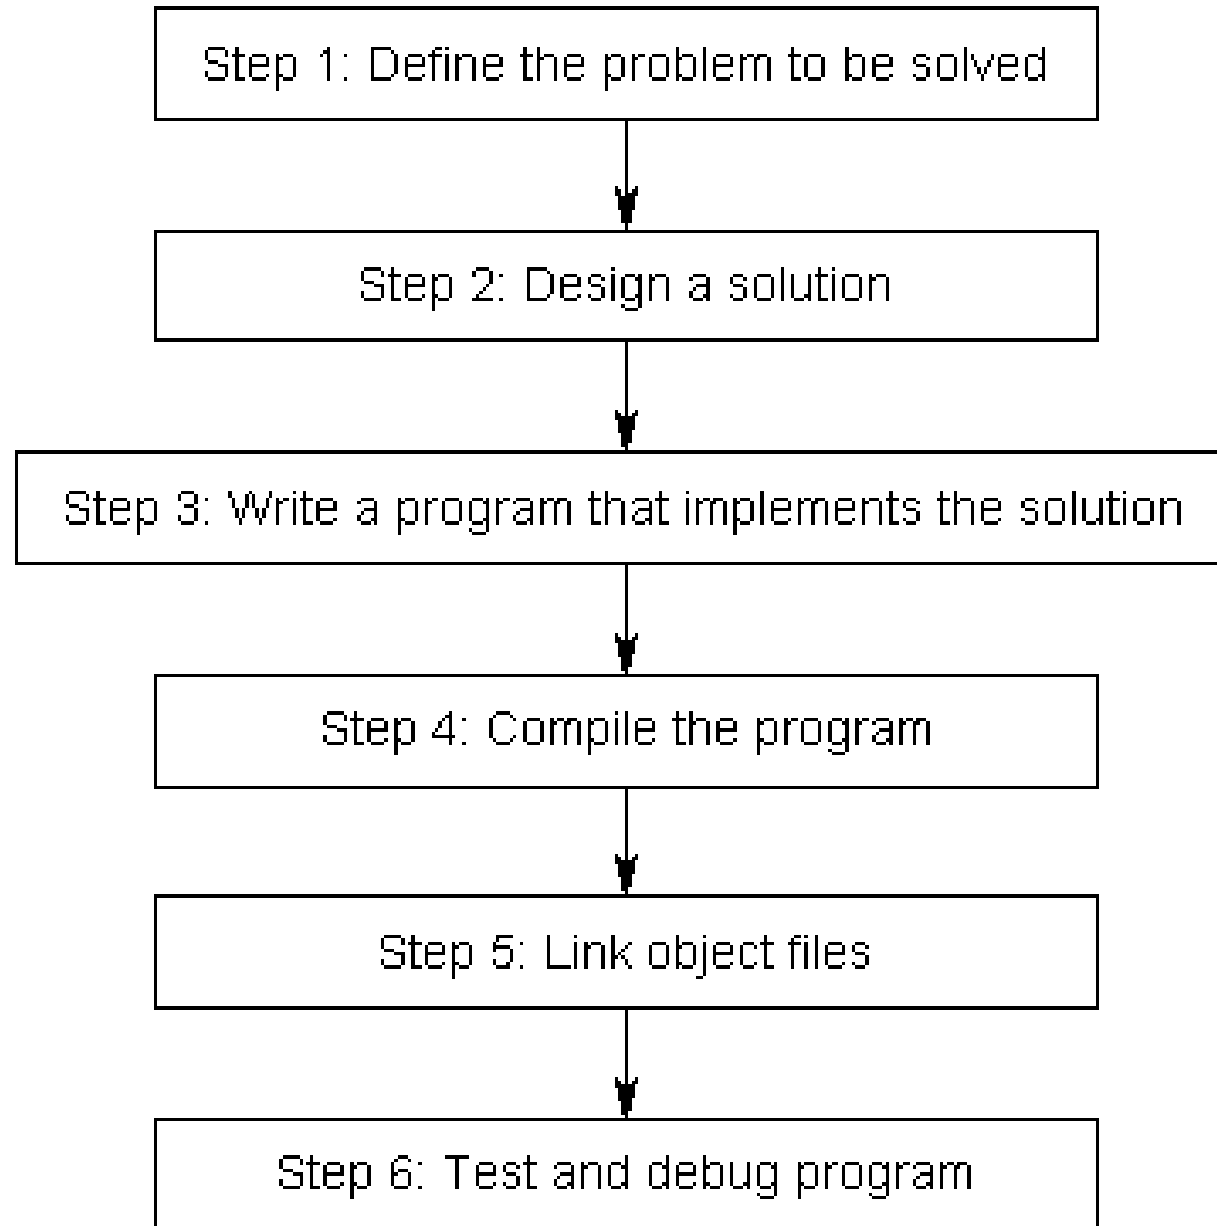 Step 1: Define the problem to be solved
Step 2: Design a solution
Step 3: Write a program that implements the solution
Step 4: Compile the program
Step 5: Link object files
Step 6: Test and debug program